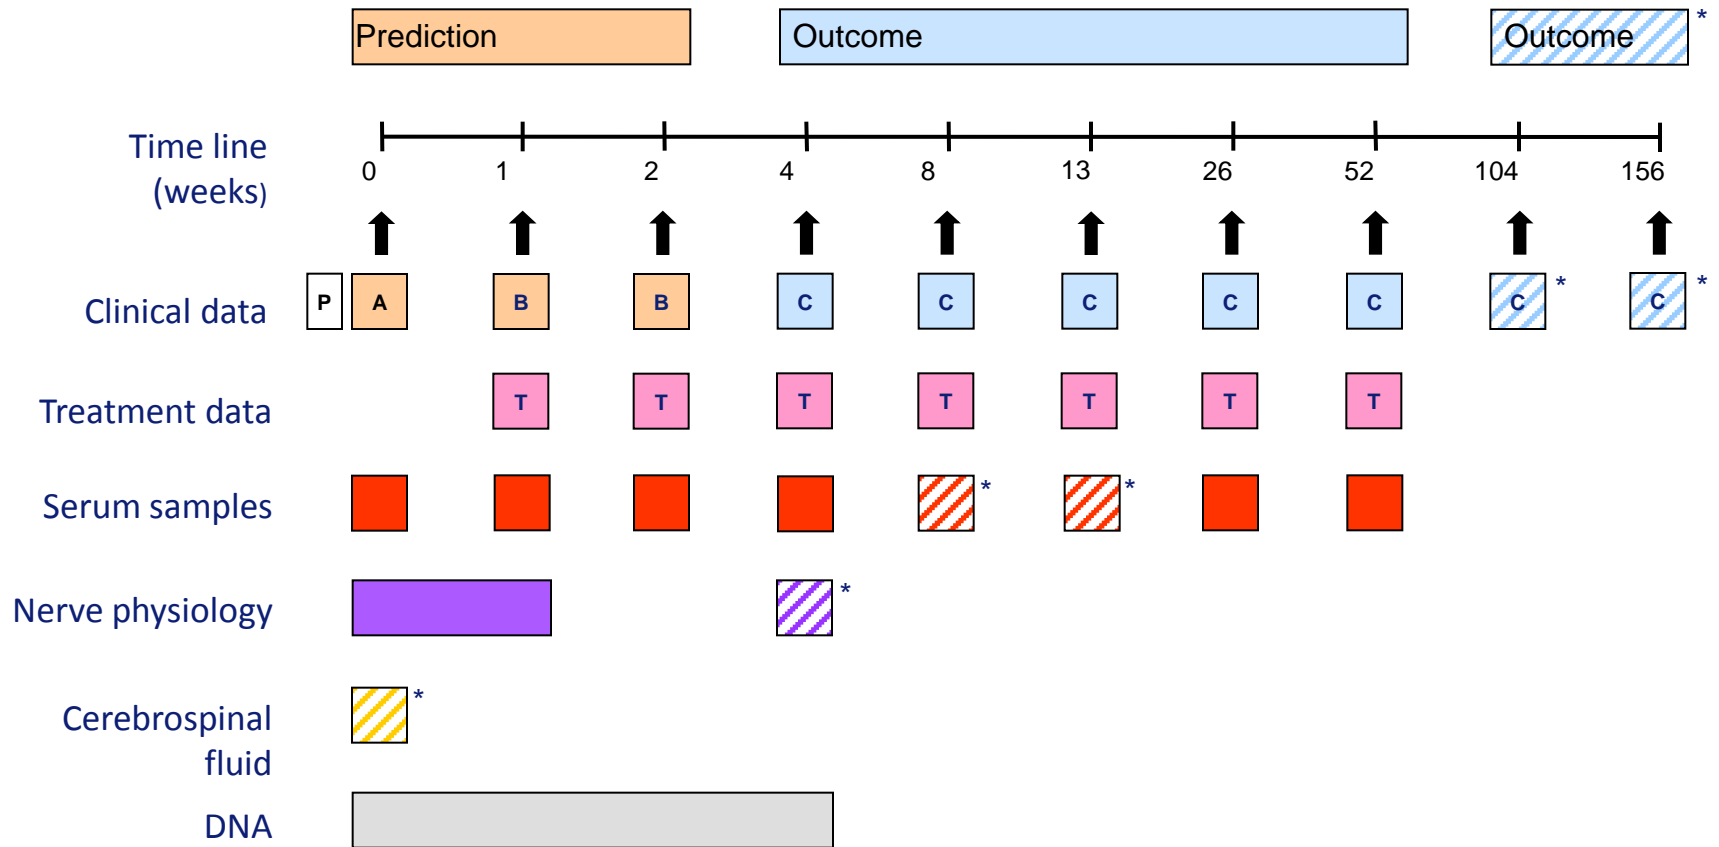 Prediction
Outcome
Outcome *
Time line
(weeks)
0 1 2 4 8 13 26 52 104 156
Clinical data
P A B B C C C C C C * C *
Treatment data
T T T T T T T
Serum samples
* *
Nerve physiology
*
Cerebrospinal
fluid
*
DNA